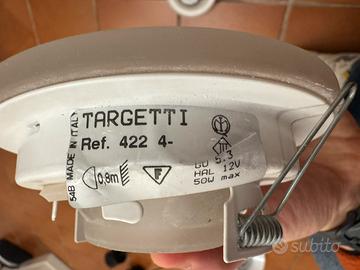 TARGETTI
Ref. 422 4-
0,8m
F
5.3
GU
HAL 12V
50W max
54B MADE IN ITALY
subito